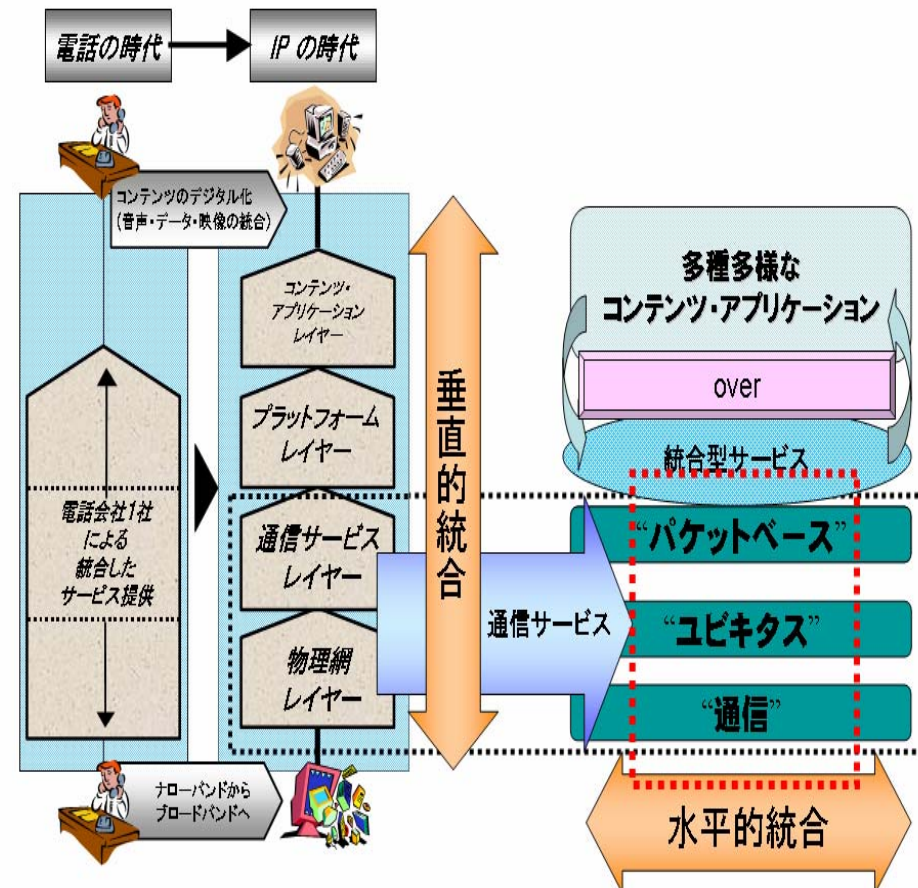 電話の時代
IP の時代
コンテンツのデジタル化
(音声・データ・映像の統合)
電話会社1社
による
統合した
サービス提供
コンテンツ・
アプリケーション
レイヤー
プラットフォーム
レイヤー
通信サービス
レイヤー
物理網
レイヤー
ナローバンドから
ブロードバンドへ
垂直的統合
通信サービス
多種多様な
コンテンツ・アプリケーション
over
統合型サービス
“パケットベース”
“ユビキタス”
“通信”
水平的統合